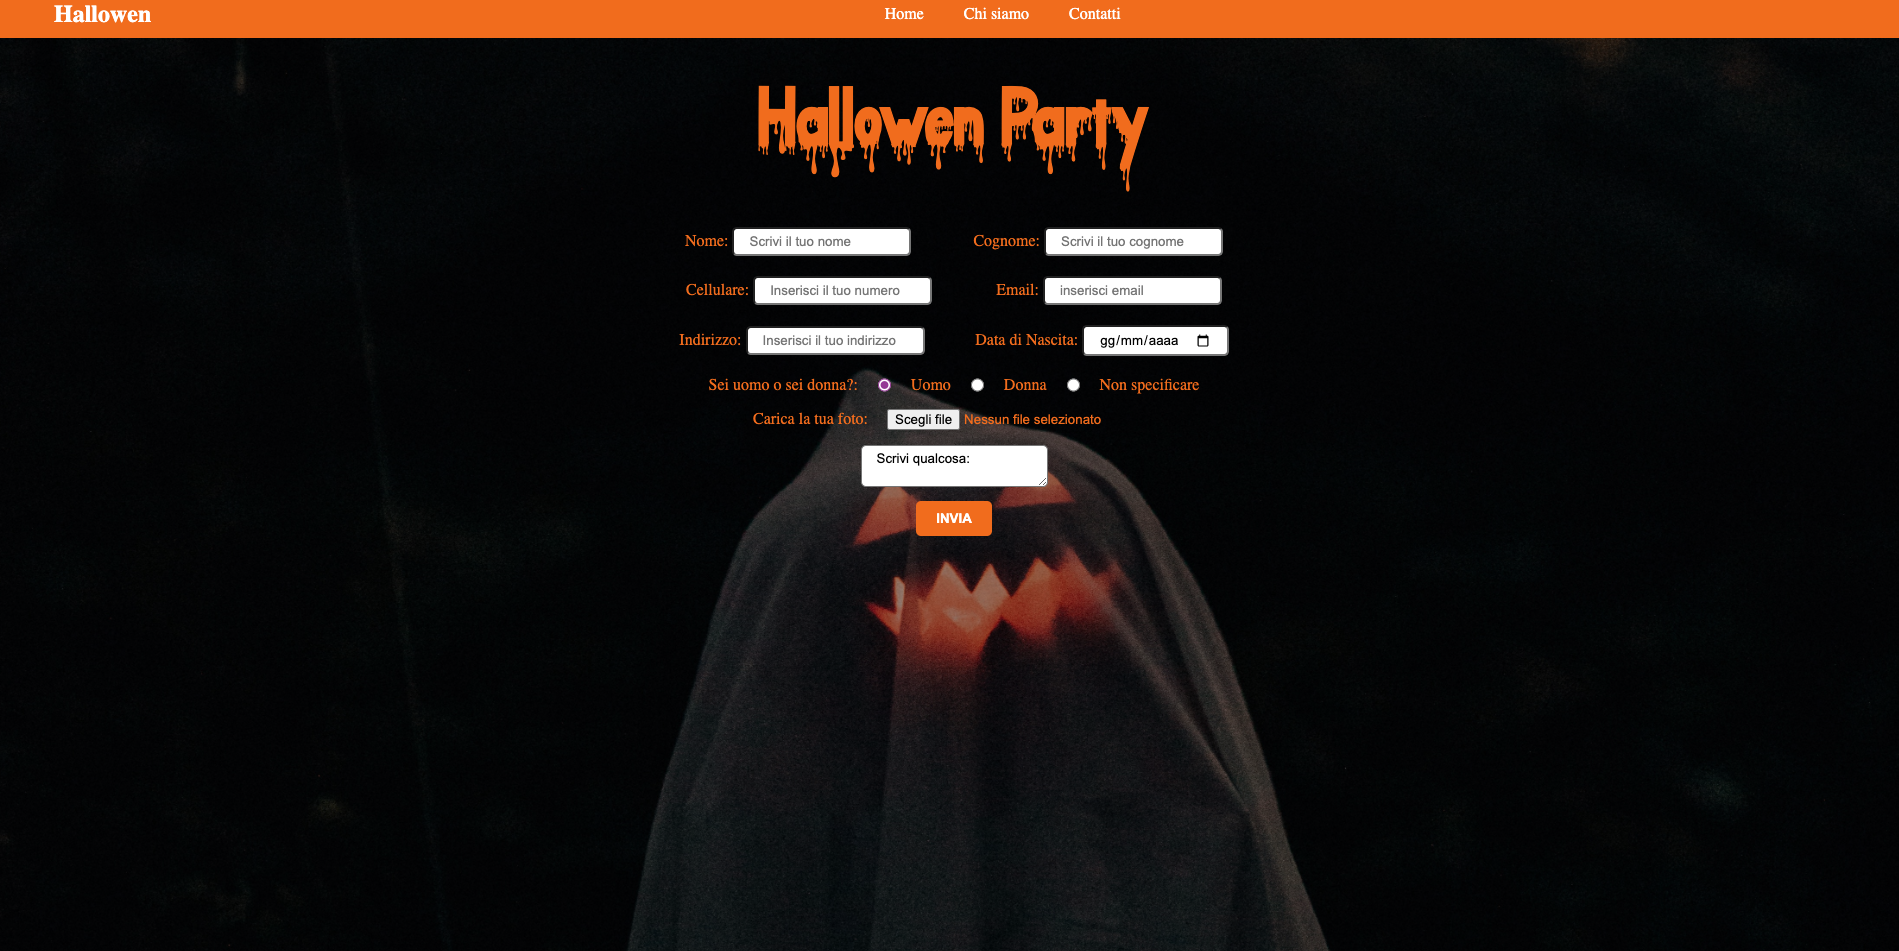 Hallowen Home Chi siamo Contatti
Hallowen Party
Nome: Scrivi il tuo nome Cognome: Scrivi il tuo cognome
Cellulare: Inserisci il tuo numero Email: inserisci email
Indirizzo: Inserisci il tuo indirizzo Data di Nascita: gg/mm/aaaa
Sei uomo o sei donna?: Uomo Donna Non specificare
Carica la tua foto: Scegli file Nessun file selezionato
Scrivi qualcosa:
INVIA